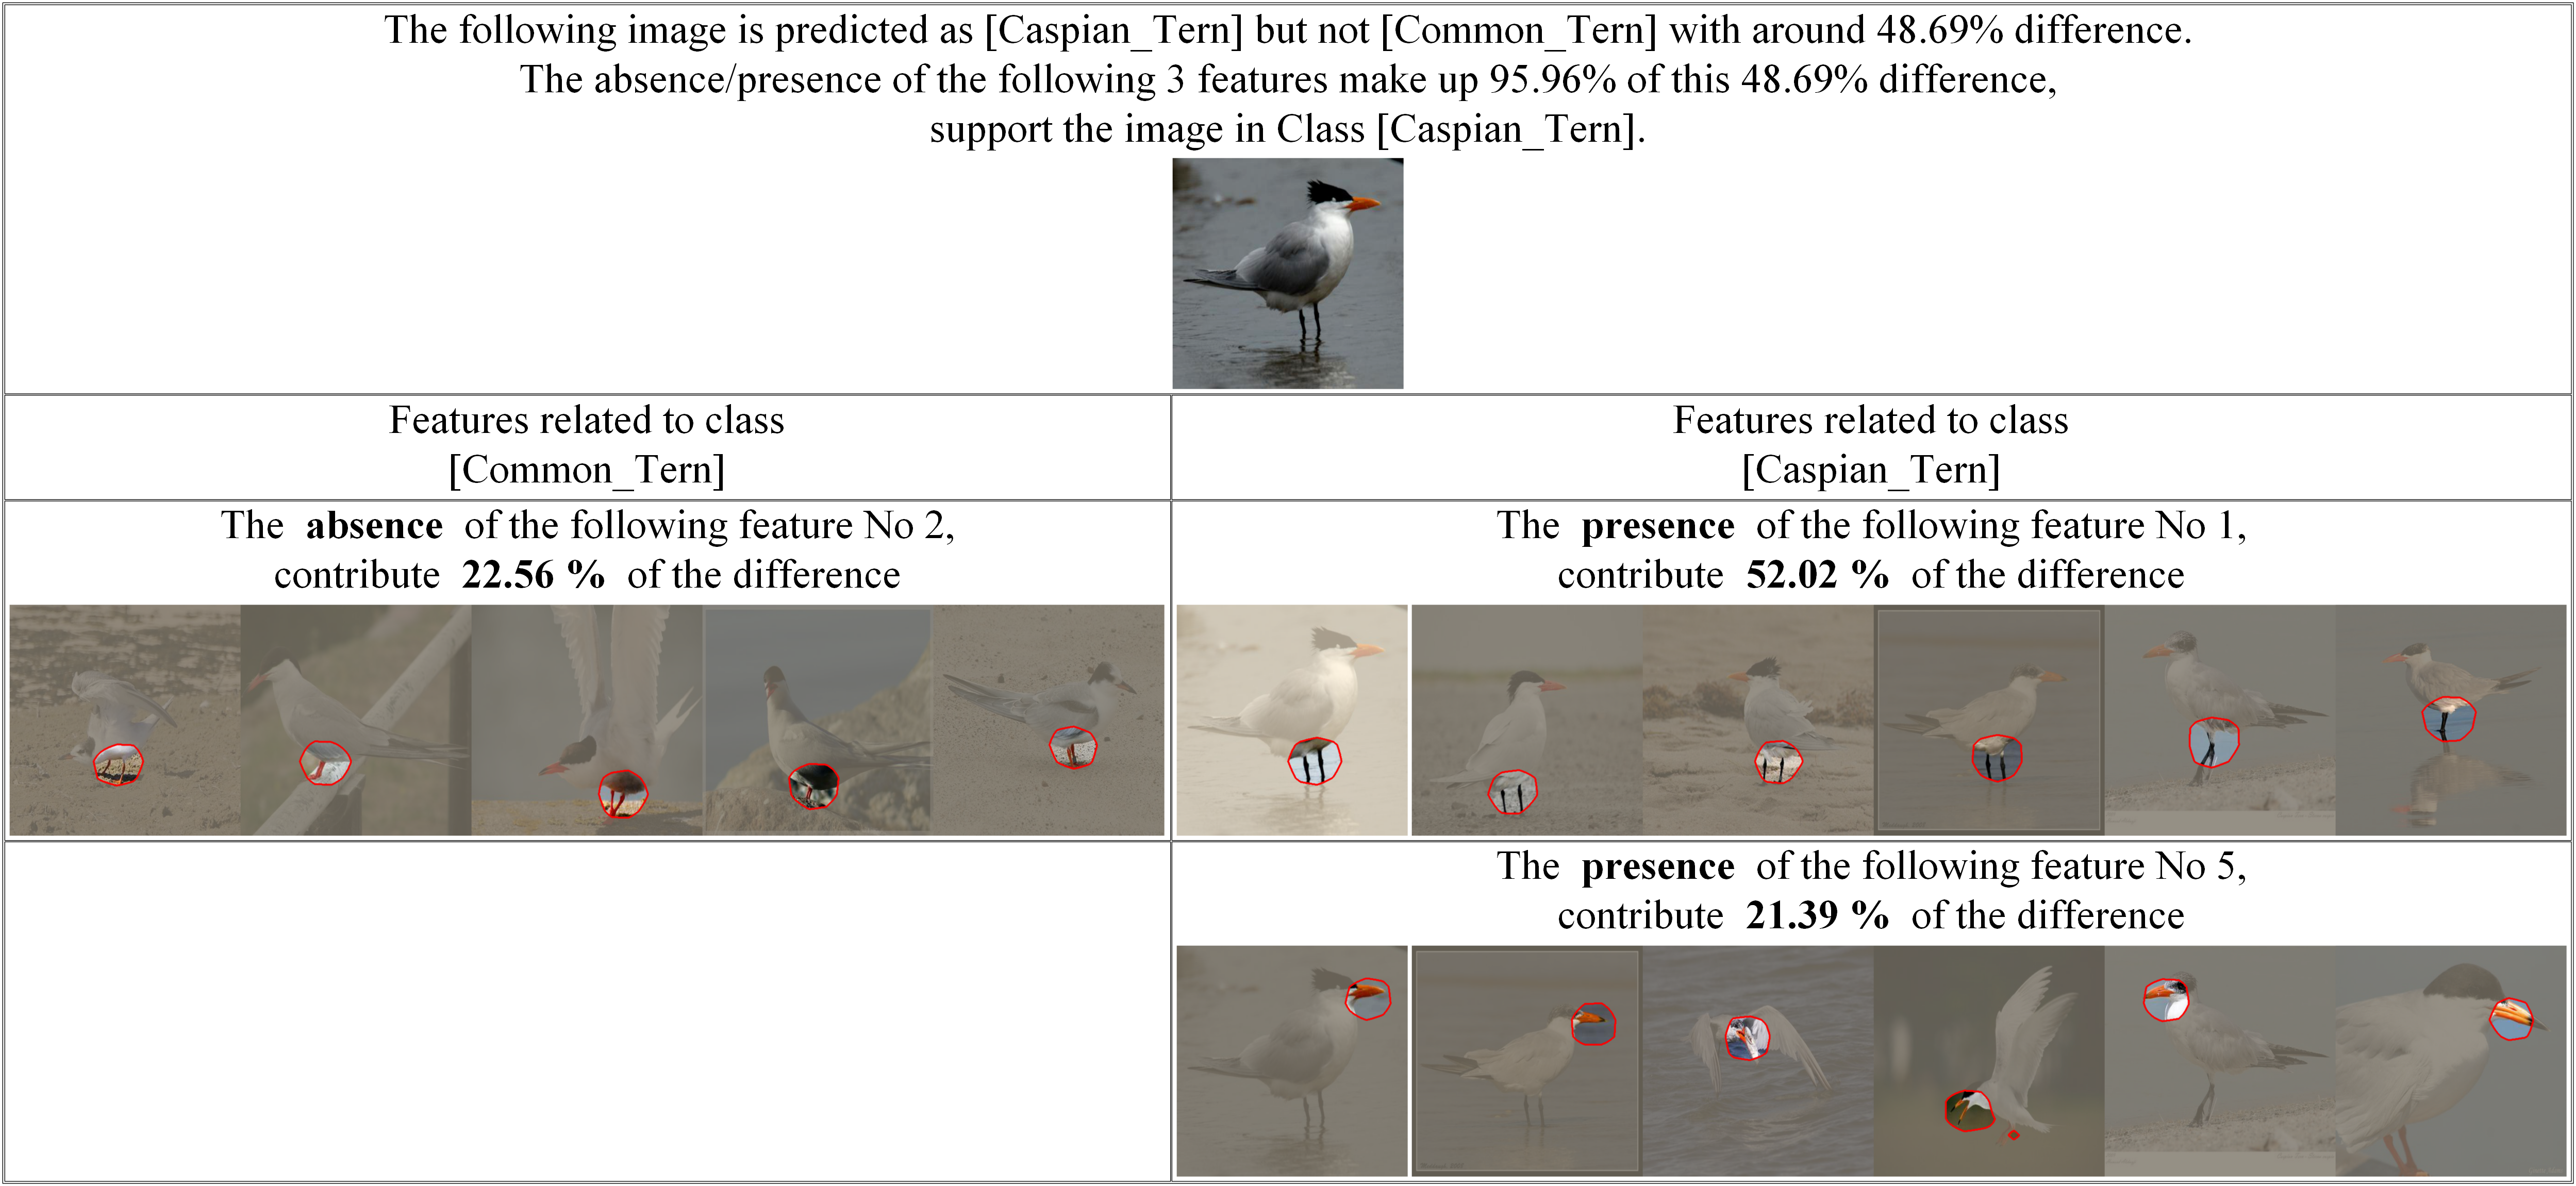 The following image is predicted as [Caspian_Tern] but not [Common_Tern] with around 48.69% difference.
The absence/presence of the following 3 features make up 95.96% of this 48.69% difference,
support the image in Class [Caspian_Tern].
Features related to class
[Common_Tern]
Features related to class
[Caspian_Tern]
The absence of the following feature No 2,
contribute 22.56 % of the difference
The presence of the following feature No 1,
contribute 52.02 % of the difference
The presence of the following feature No 5,
contribute 21.39 % of the difference